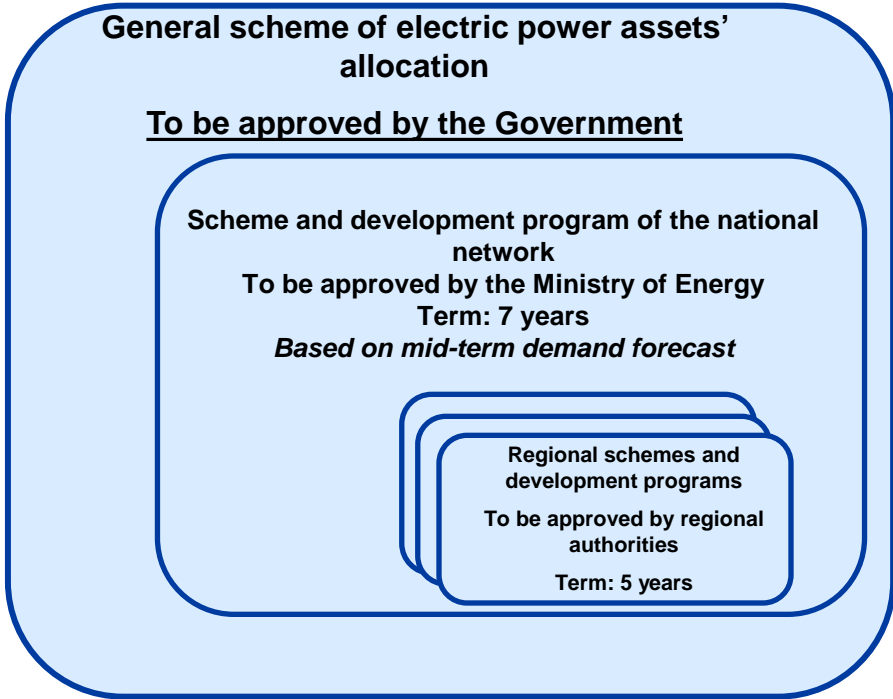 General scheme of electric power assets'
allocation
To be approved by the Government
Scheme and development program of the national
network
To be approved by the Ministry of Energy
Term: 7 years
Based on mid-term demand forecast
Regional schemes and
development programs
To be approved by regional
authorities
Term: 5 years